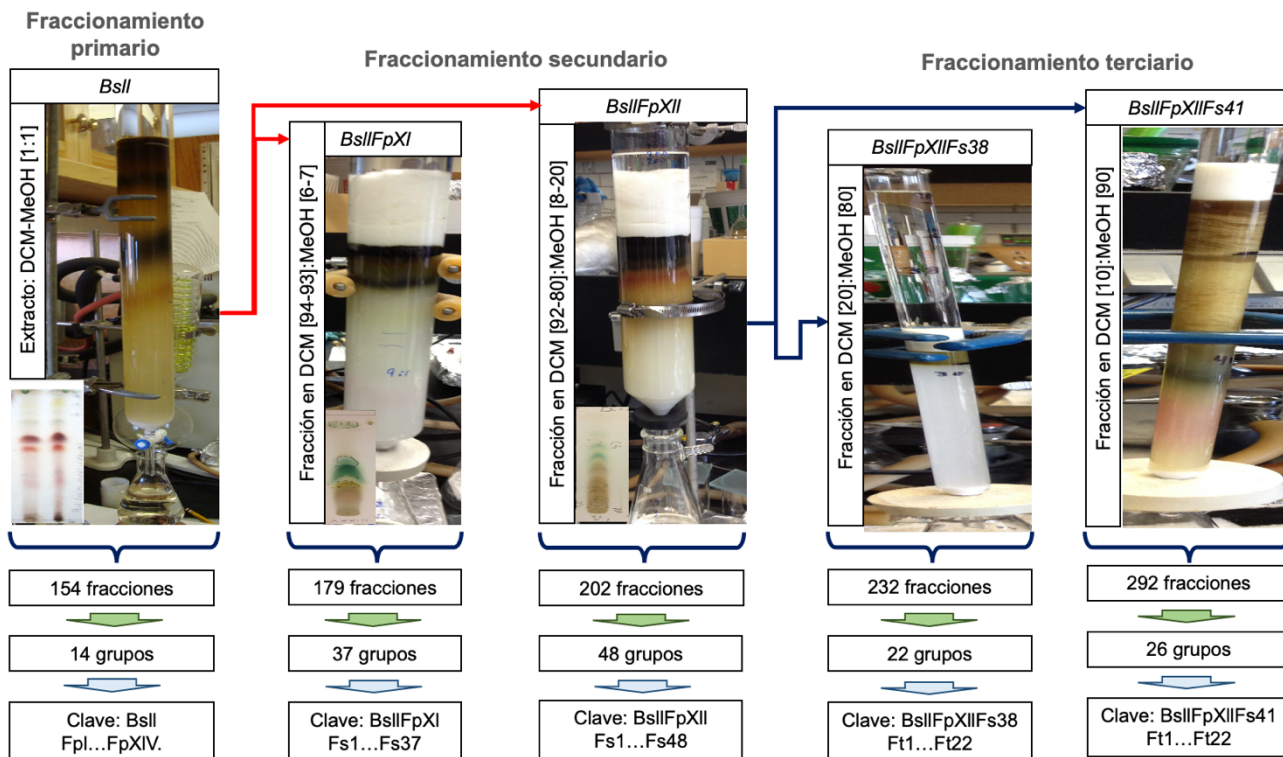 Fraccionamiento
primario
Fraccionamiento secundario
Fraccionamiento terciario
BsII
Extracto: DCM-MeOH [1:1]
BsIIFpXI
Fracción en DCM [94-93]:MeOH [6-7]
BsIIFpXII
Fracción en DCM [92-80]:MeOH [8-20]
BsIIFpXIIFs38
Fracción en DCM [20]:MeOH [80]
BsIIFpXIIFs41
Fracción en DCM [10]:MeOH [90]
154 fracciones
179 fracciones
202 fracciones
232 fracciones
292 fracciones
14 grupos
37 grupos
48 grupos
22 grupos
26 grupos
Clave: BsII
FpI...FpXIV.
Clave: BsIIFpXI
Fs1...Fs37
Clave: BsIIFpXII
Fs1...Fs48
Clave: BsIIFpXIIFs38
Ft1...Ft22
Clave: BsIIFpXIIFs41
Ft1...Ft22